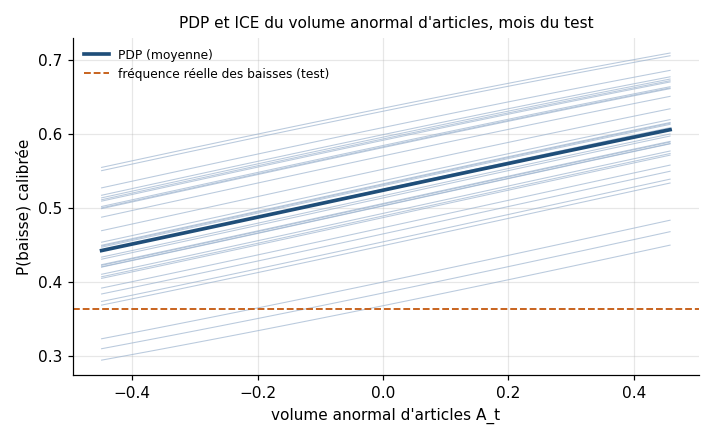 PDP et ICE du volume anormal d'articles, mois du test
PDP (moyenne)
fréquence réelle des baisses (test)
P(baisse) calibrée
0.7
0.6
0.5
0.4
0.3
−0.4 −0.2 0.0 0.2 0.4
volume anormal d'articles A_t